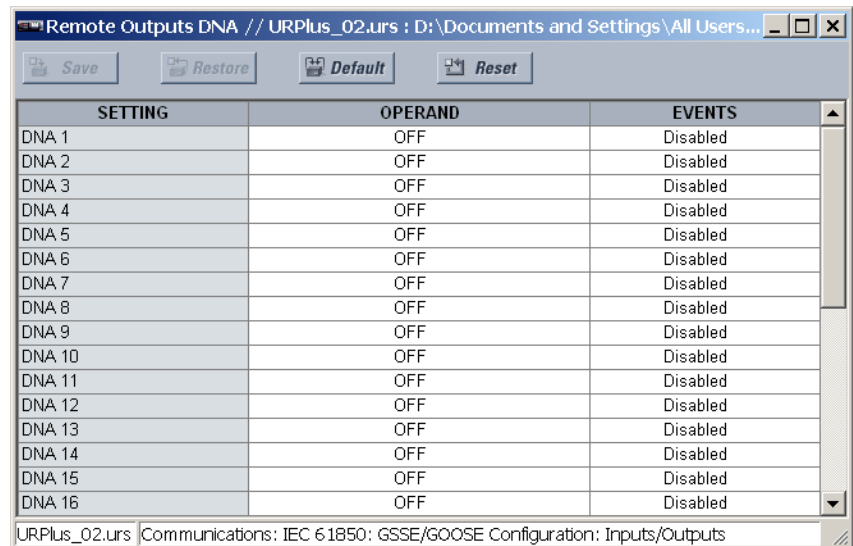 Remote Outputs DNA // URPlus_02.urs : D:\Documents and Settings\All Users...
Save Restore Default Reset
SETTING OPERAND EVENTS
DNA 1 OFF Disabled
DNA 2 OFF Disabled
DNA 3 OFF Disabled
DNA 4 OFF Disabled
DNA 5 OFF Disabled
DNA 6 OFF Disabled
DNA 7 OFF Disabled
DNA 8 OFF Disabled
DNA 9 OFF Disabled
DNA 10 OFF Disabled
DNA 11 OFF Disabled
DNA 12 OFF Disabled
DNA 13 OFF Disabled
DNA 14 OFF Disabled
DNA 15 OFF Disabled
DNA 16 OFF Disabled
URPlus_02.urs Communications: IEC 61850: GSSE/GOOSE Configuration: Inputs/Outputs